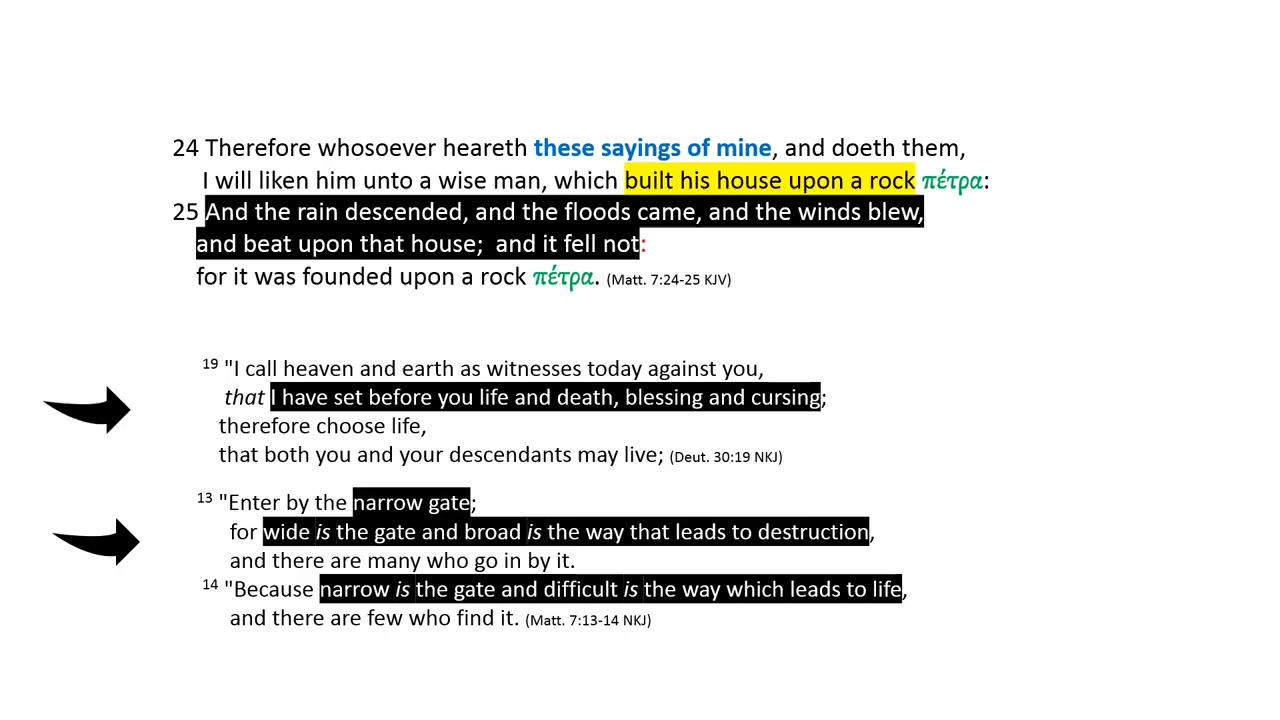 24 Therefore whosoever heareth these sayings of mine, and doeth them,
I will liken him unto a wise man, which built his house upon a rock πέτρα:
25 And the rain descended, and the floods came, and the winds blew,
and beat upon that house; and it fell not:
for it was founded upon a rock πέτρα. (Matt. 7:24-25 KJV)
19 "I call heaven and earth as witnesses today against you,
that I have set before you life and death, blessing and cursing;
therefore choose life,
that both you and your descendants may live; (Deut. 30:19 NKJ)
13 "Enter by the narrow gate;
for wide is the gate and broad is the way that leads to destruction,
and there are many who go in by it.
14 "Because narrow is the gate and difficult is the way which leads to life,
and there are few who find it. (Matt. 7:13-14 NKJ)